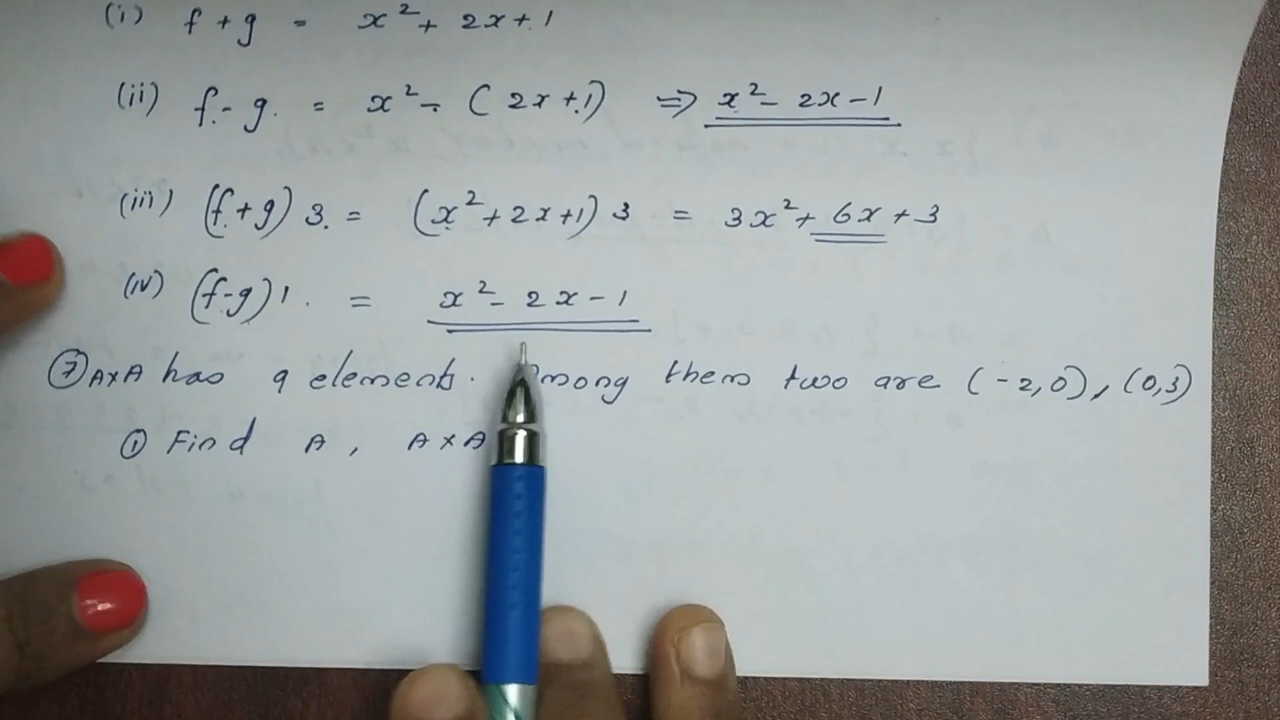 (i) f + g = x² + 2x + 1
(ii) f - g = x² - (2x + 1) ⇒ x² - 2x - 1
(iii) (f + g) 3 = (x² + 2x + 1) 3 = 3x² + 6x + 3
(iv) (f - g) 1 = x² - 2x - 1
⑦ A×A has 9 elements. Among them two are (-2,0), (0,3)
① Find A, A×A